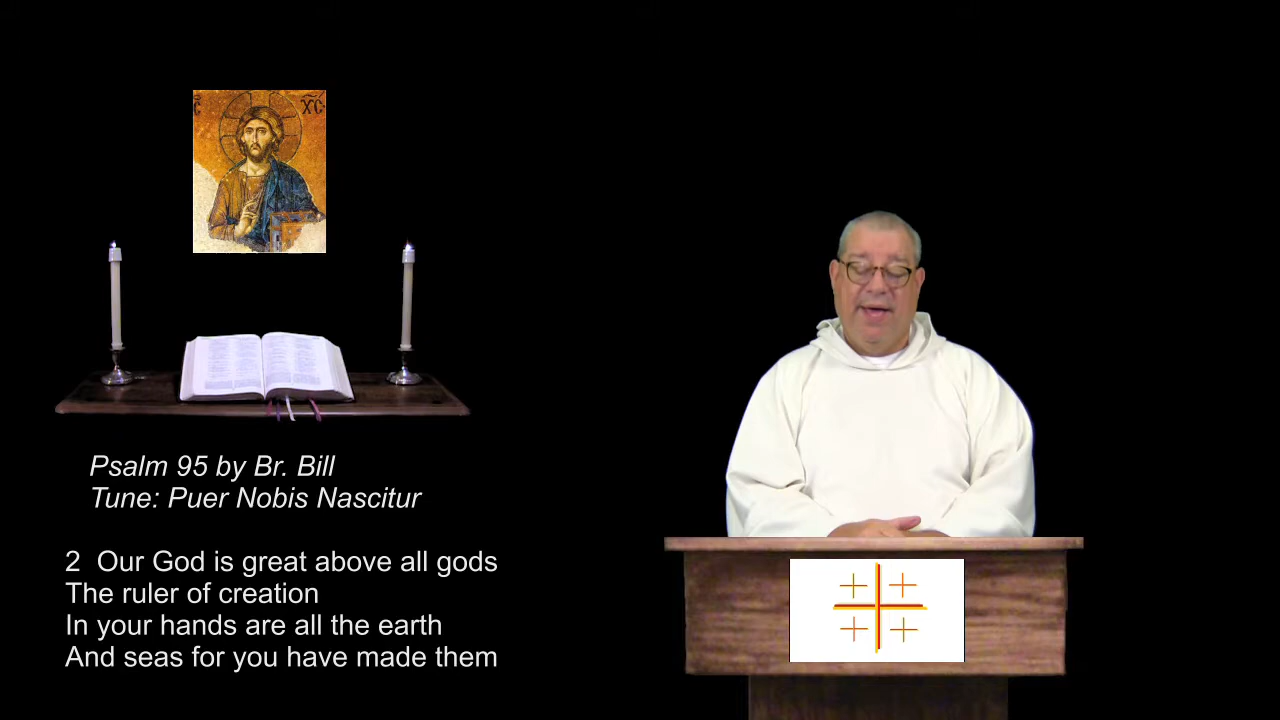 XC
Psalm 95 by Br. Bill
Tune: Puer Nobis Nascitur
2 Our God is great above all gods
The ruler of creation
In your hands are all the earth
And seas for you have made them